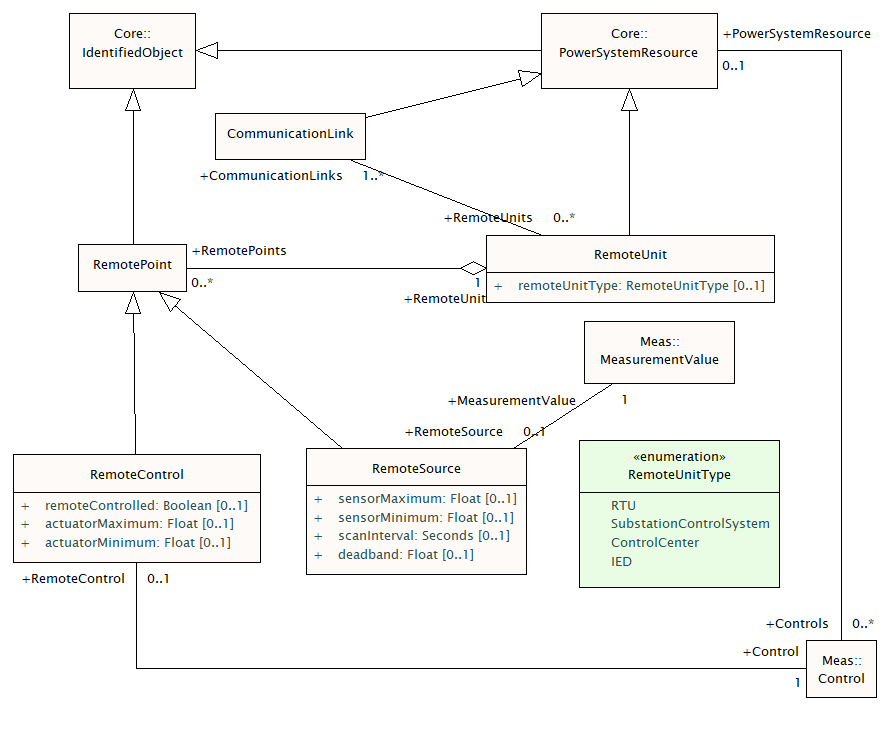 Core::
IdentifiedObject
Core::
PowerSystemResource
+PowerSystemResource
0..1
CommunicationLink
+CommunicationLinks 1..*
+RemoteUnits 0..*
RemotePoint
+RemotePoints
0..*
1
+RemoteUnit
RemoteUnit
+ remoteUnitType: RemoteUnitType [0..1]
Meas::
MeasurementValue
+MeasurementValue 1
+RemoteSource 0..1
RemoteControl
+ remoteControlled: Boolean [0..1]
+ actuatorMaximum: Float [0..1]
+ actuatorMinimum: Float [0..1]
+RemoteControl 0..1
RemoteSource
+ sensorMaximum: Float [0..1]
+ sensorMinimum: Float [0..1]
+ scanInterval: Seconds [0..1]
+ deadband: Float [0..1]
«enumeration»
RemoteUnitType
RTU
SubstationControlSystem
ControlCenter
IED
+Controls 0..*
+Control
1
Meas::
Control